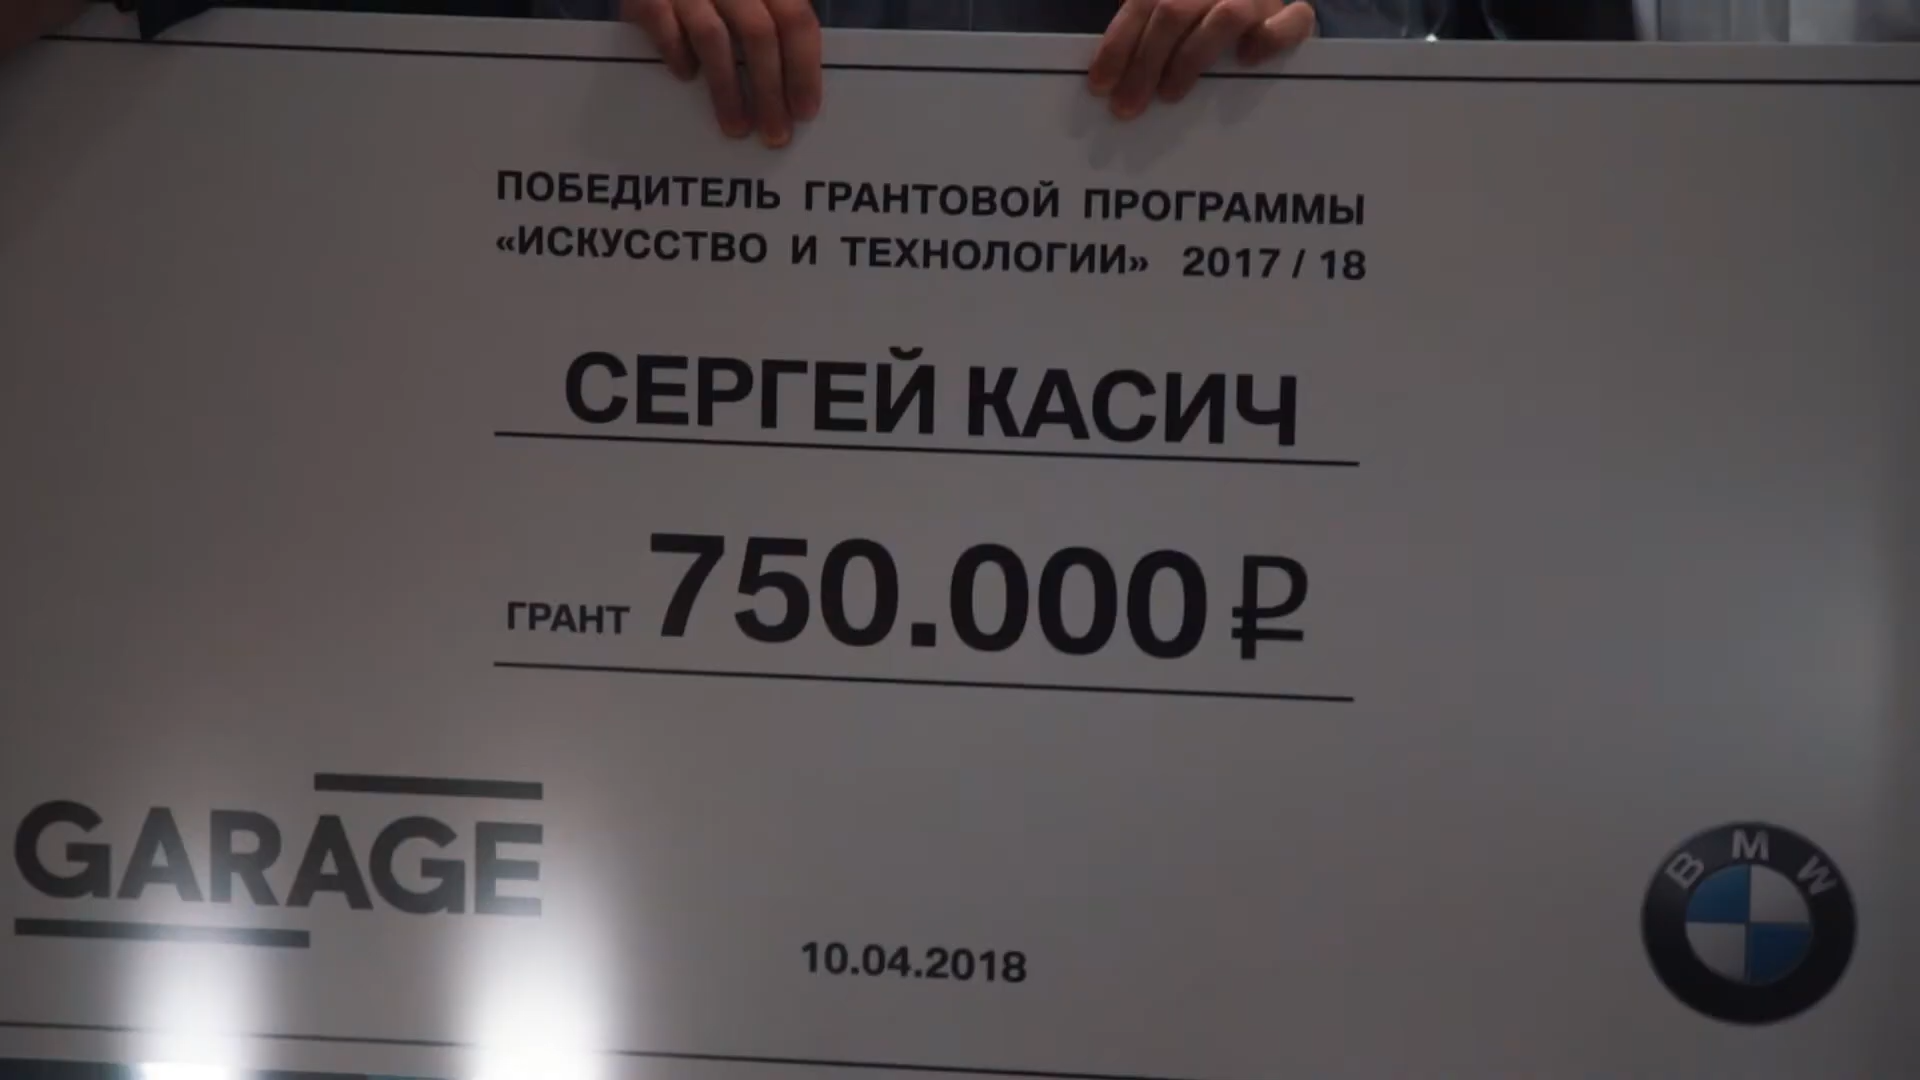 ПОБЕДИТЕЛЬ ГРАНТОВОЙ ПРОГРАММЫ
«ИСКУССТВО И ТЕХНОЛОГИИ» 2017 / 18
СЕРГЕЙ КАСИЧ
ГРАНТ 750.000 ₽
GARAGE
BMW
10.04.2018